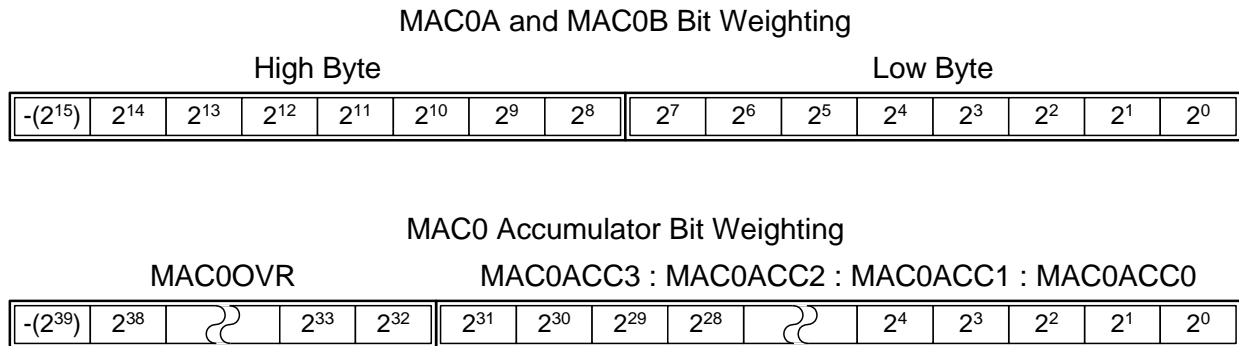 MAC0A and MAC0B Bit Weighting
High Byte Low Byte
-(2¹⁵) 2¹⁴ 2¹³ 2¹² 2¹¹ 2¹⁰ 2⁹ 2⁸ 2⁷ 2⁶ 2⁵ 2⁴ 2³ 2² 2¹ 2⁰
MAC0 Accumulator Bit Weighting
MAC0OVR MAC0ACC3 : MAC0ACC2 : MAC0ACC1 : MAC0ACC0
-(2³⁹) 2³⁸ 2³³ 2³² 2³¹ 2³⁰ 2²⁹ 2²⁸ 2⁴ 2³ 2² 2¹ 2⁰